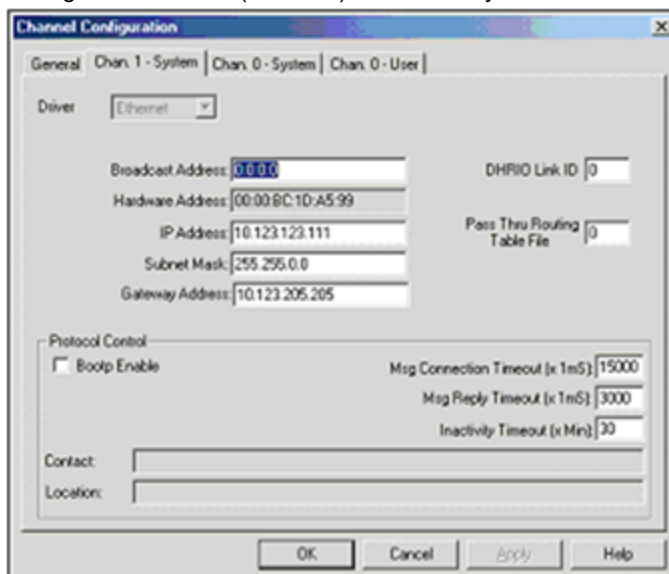 Channel Configuration
General Chan. 1 - System Chan. 0 - System Chan. 0 - User
Driver Ethernet
Broadcast Address: 0.0.0.0 DHRIO Link ID 0
Hardware Address: 00:00:BC:1D:A5:99
IP Address: 10.123.123.111 Pass Thru Routing Table File 0
Subnet Mask: 255.255.0.0
Gateway Address: 10.123.205.205
Protocol Control
Bootp Enable Msg Connection Timeout (x 1mS): 15000
Msg Reply Timeout (x 1mS): 3000
Inactivity Timeout (x Min): 30
Contact:
Location:
OK Cancel Apply Help